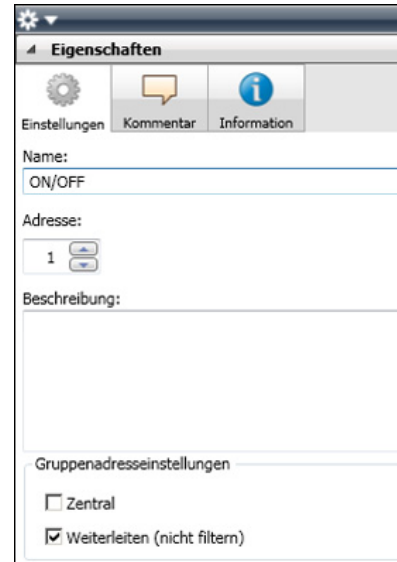 Eigenschaften
Einstellungen Kommentar Information
Name:
ON/OFF
Adresse:
1
Beschreibung:
Gruppenadresseinstellungen
Zentral
Weiterleiten (nicht filtern)